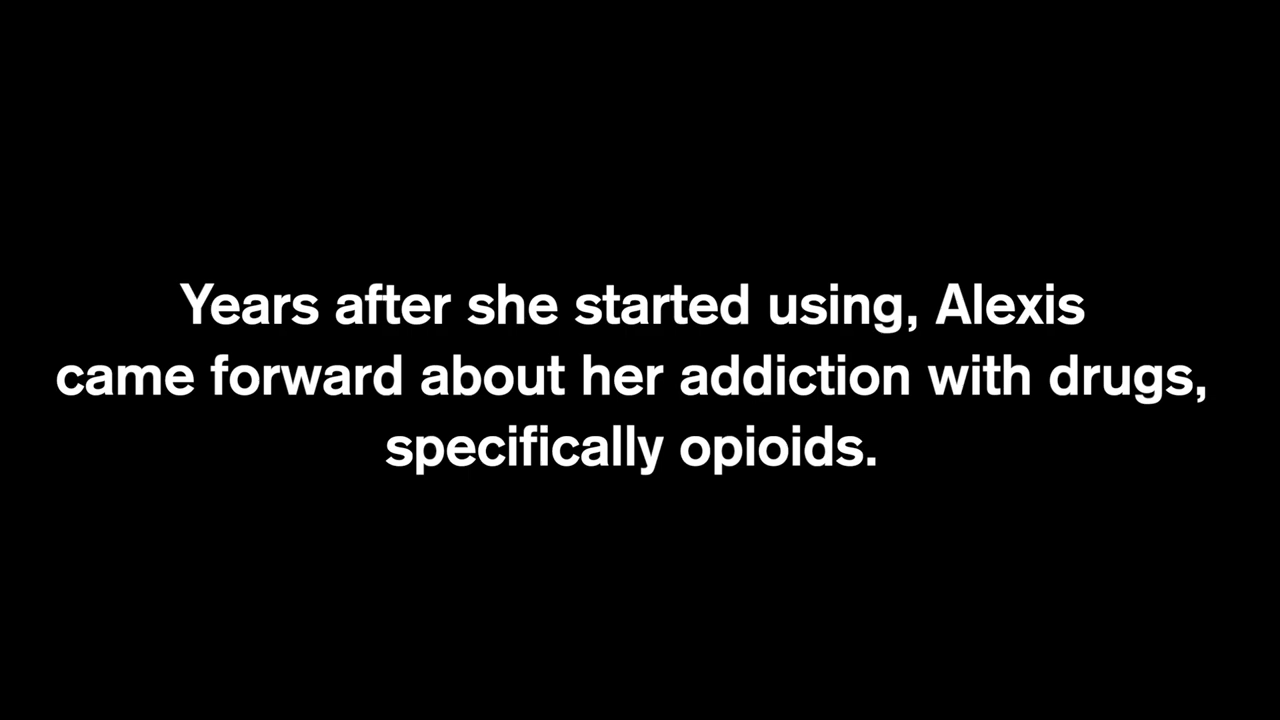 Years after she started using, Alexis
came forward about her addiction with drugs,
specifically opioids.